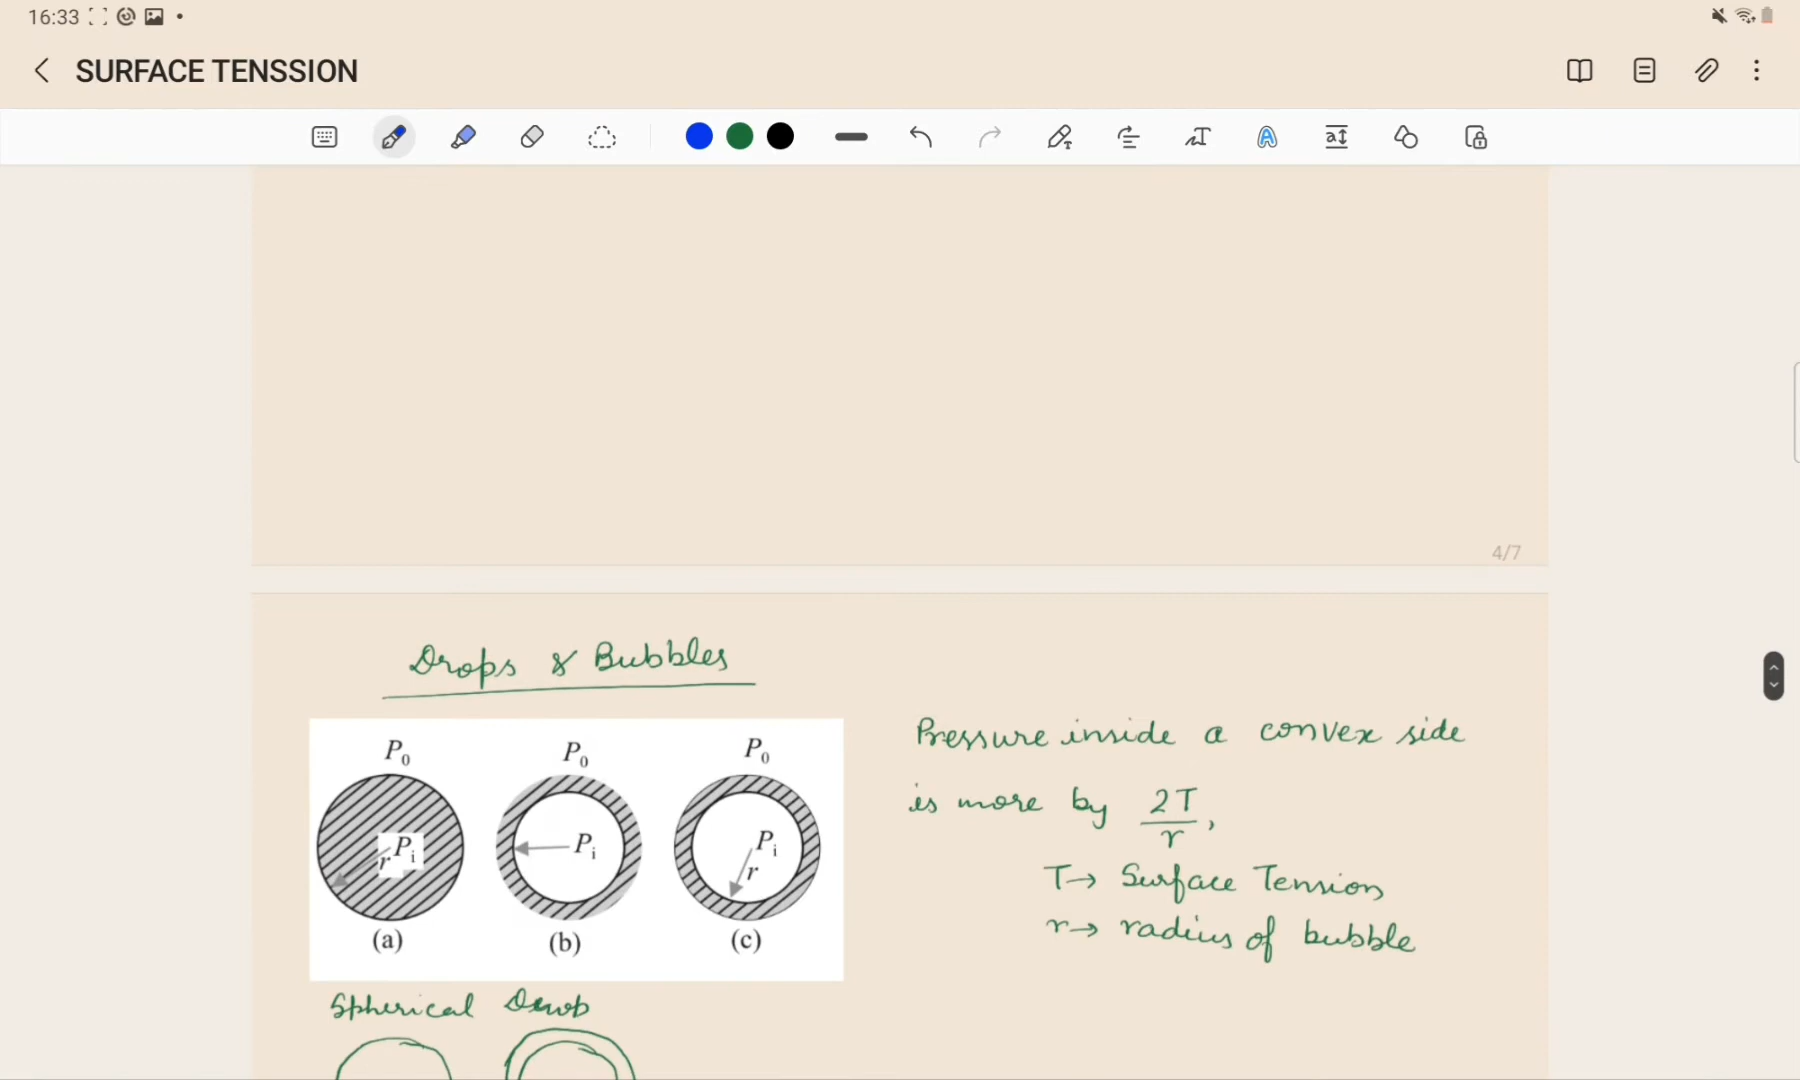 16:33
SURFACE TENSSION
4/7
Drops & Bubbles
P0 P0 P0
Pi r Pi Pi r
(a) (b) (c)
Pressure inside a convex side
is more by 2T/r,
T→ Surface Tension
r→ radius of bubble
Spherical